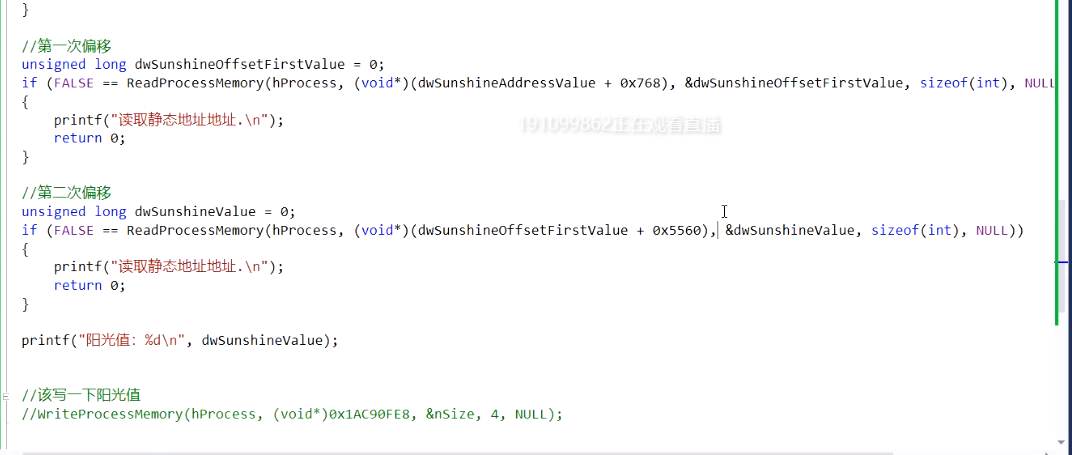 }
//第一次偏移
unsigned long dwSunshineOffsetFirstValue = 0;
if (FALSE == ReadProcessMemory(hProcess, (void*)(dwSunshineAddressValue + 0x768), &dwSunshineOffsetFirstValue, sizeof(int), NULL
{
    printf("读取静态地址地址.\n");
    return 0;
}
191099862正在观看直播
//第二次偏移
unsigned long dwSunshineValue = 0;
if (FALSE == ReadProcessMemory(hProcess, (void*)(dwSunshineOffsetFirstValue + 0x5560), &dwSunshineValue, sizeof(int), NULL))
{
    printf("读取静态地址地址.\n");
    return 0;
}
printf("阳光值: %d\n", dwSunshineValue);
//该写一下阳光值
//WriteProcessMemory(hProcess, (void*)0x1AC90FE8, &nSize, 4, NULL);